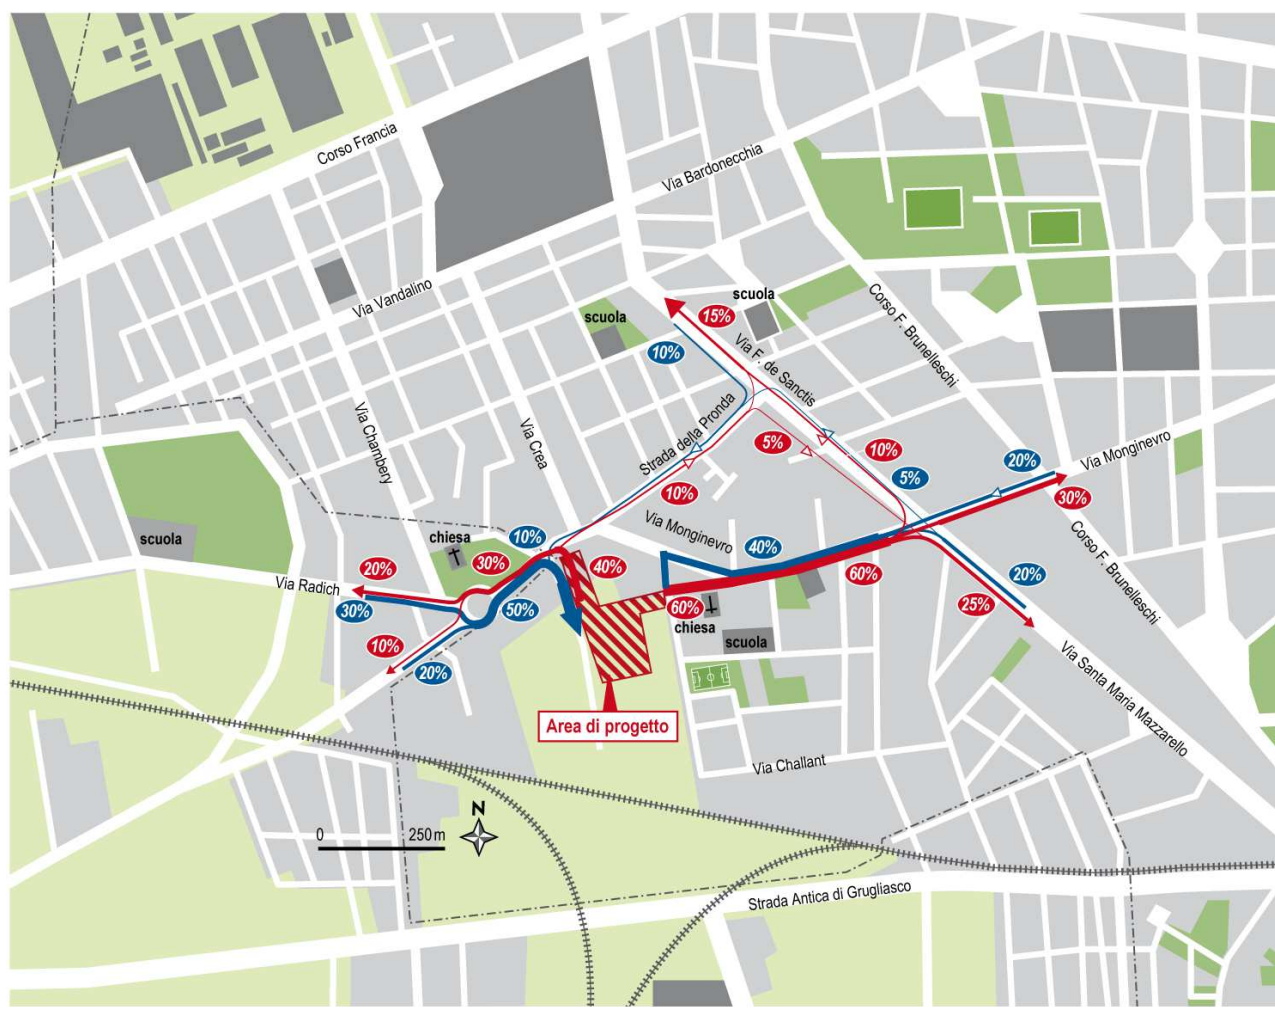 Corso Francia
Via Bardonecchia
Via Vandalino
scuola
scuola
15%
10%
Corso F. Brunelleschi
Via F. de Sanctis
Strada della Pronda
Via Chambery
Via Crea
5%
10%
5%
20%
30%
Via Monginevro
10%
Via Monginevro
40%
60%
Corso F. Brunelleschi
scuola
chiesa
10%
30%
40%
50%
Via Radich
20%
30%
10%
20%
60%
chiesa
scuola
20%
25%
Via Santa Maria Mazzarello
Area di progetto
Via Challant
N
0
250 m
Strada Antica di Grugliasco